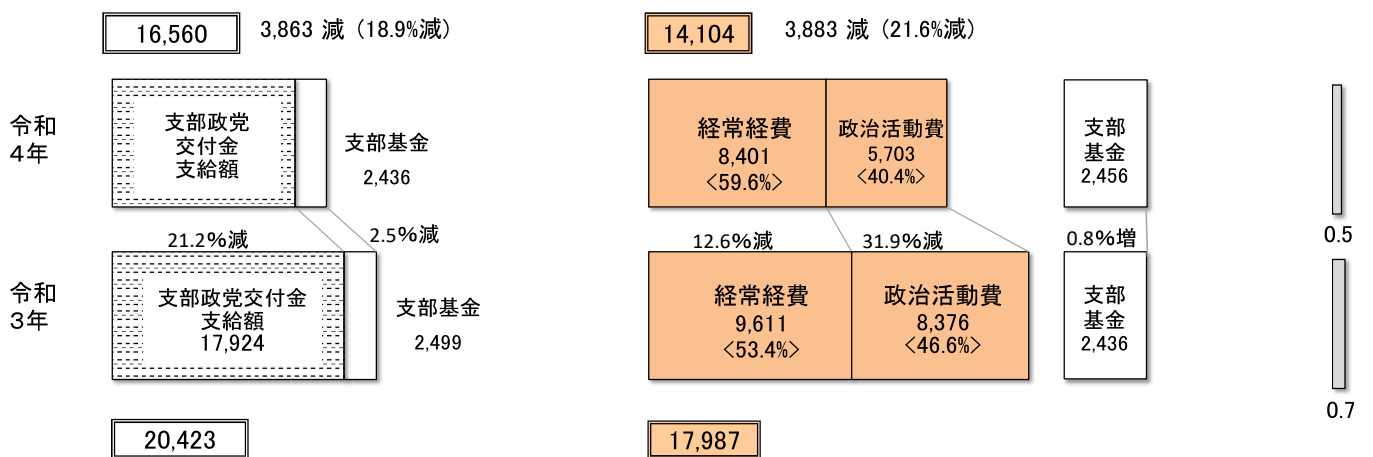 16,560
3,863 減（18.9%減）
14,104
3,883 減（21.6%減）
令和
４年
支部政党
交付金
支給額
支部基金
2,436
経常経費
8,401
<59.6%>
政治活動費
5,703
<40.4%>
支部
基金
2,456
0.5
21.2%減
2.5%減
12.6%減
31.9%減
0.8%増
令和
３年
支部政党交付金
支給額
17,924
支部基金
2,499
経常経費
9,611
<53.4%>
政治活動費
8,376
<46.6%>
支部
基金
2,436
0.7
20,423
17,987